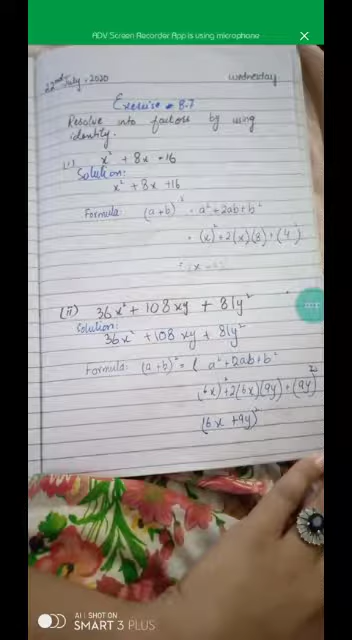 ADV Screen Recorder App is using microphone
22nd July, 2020 Wednesday
Exercise # 8.7
Resolve into factors by using
identity.
(i) x² + 8x + 16
Solution:
x² + 8x + 16
Formula: (a+b)² = a² + 2ab + b²
= (x)² + 2(x)(8) + (4)²
(ii) 36x² + 108xy + 81y²
Solution:
36x² + 108xy + 81y²
Formula: (a+b)² = ( a² + 2ab + b²
(6x)² + 2(6x)(9y) + (9y)²
(6x + 9y)²
AI | SHOT ON
SMART 3 PLUS